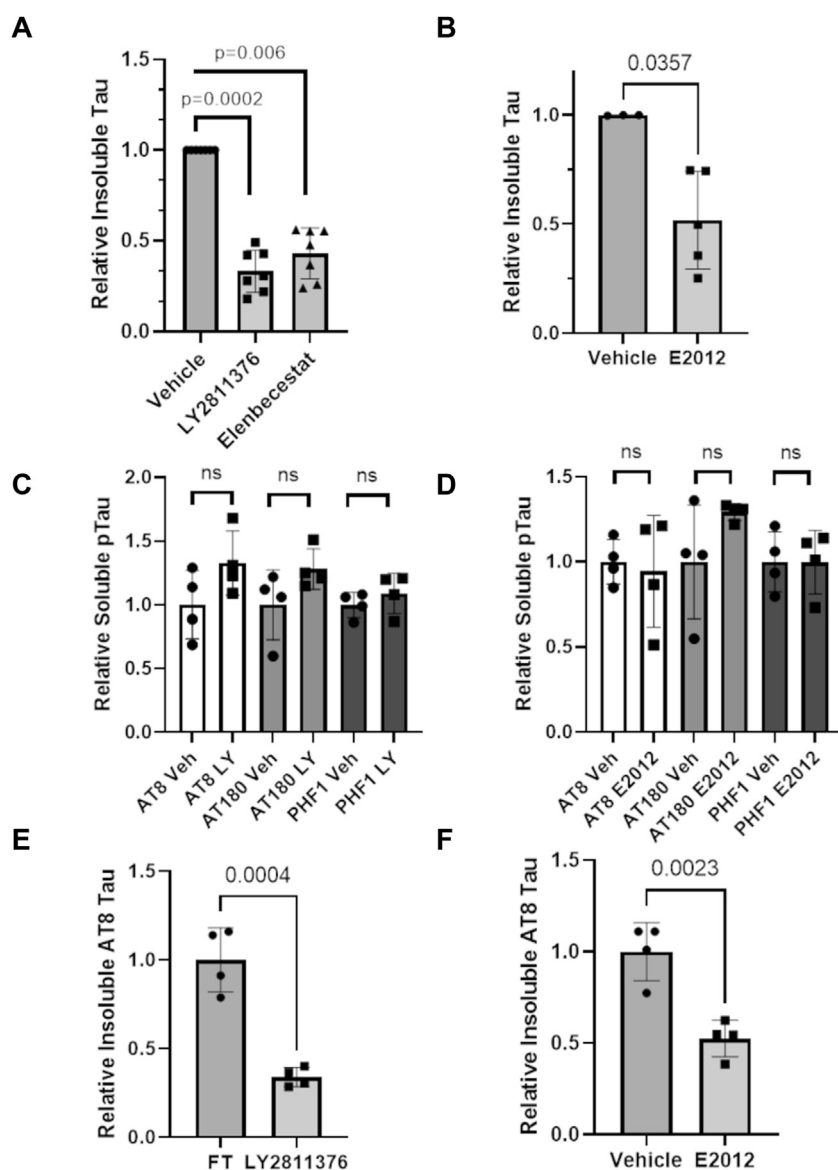 A
Relative Insoluble Tau
1.5
1.0
0.5
0.0
p=0.006
p=0.0002
Vehicle
LY2811376
Elenbecestat
B
Relative Insoluble Tau
1.0
0.5
0.0
0.0357
Vehicle E2012
C
Relative Soluble pTau
2.0
1.5
1.0
0.5
0.0
ns ns ns
AT8 Veh
AT8 LY
AT180 Veh
AT180 LY
PHF1 Veh
PHF1 LY
D
Relative Soluble pTau
1.5
1.0
0.5
0.0
ns ns ns
AT8 Veh
AT8 E2012
AT180 Veh
AT180 E2012
PHF1 Veh
PHF1 E2012
E
Relative Insoluble AT8 Tau
1.5
1.0
0.5
0.0
0.0004
FT LY2811376
F
Relative Insoluble AT8 Tau
1.5
1.0
0.5
0.0
0.0023
Vehicle E2012